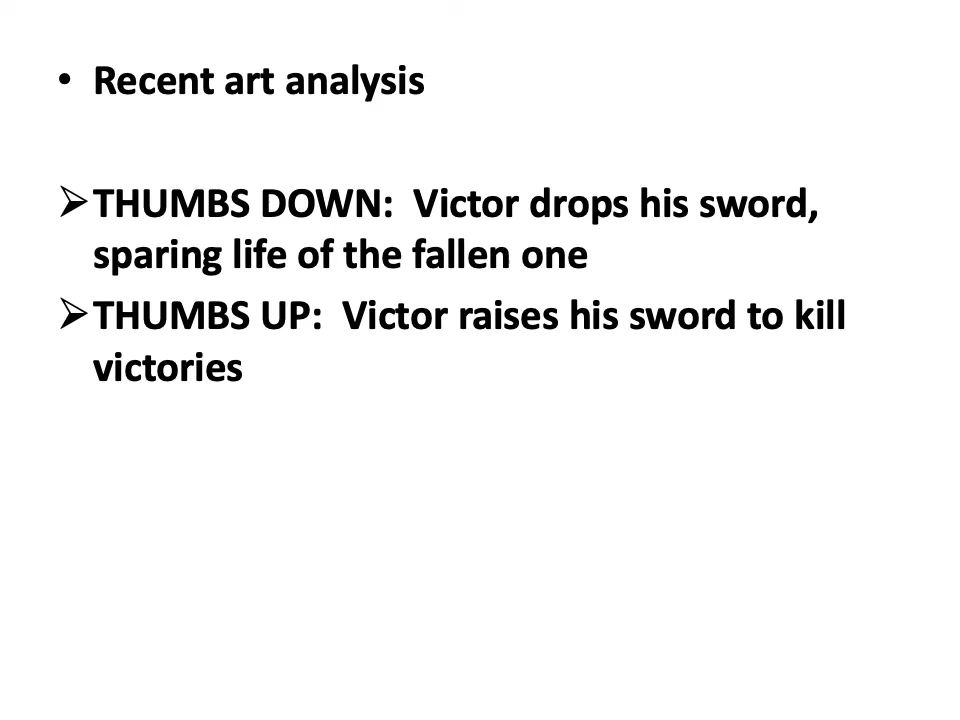 • Recent art analysis
➢ THUMBS DOWN:  Victor drops his sword,
sparing life of the fallen one
➢ THUMBS UP:  Victor raises his sword to kill
victories